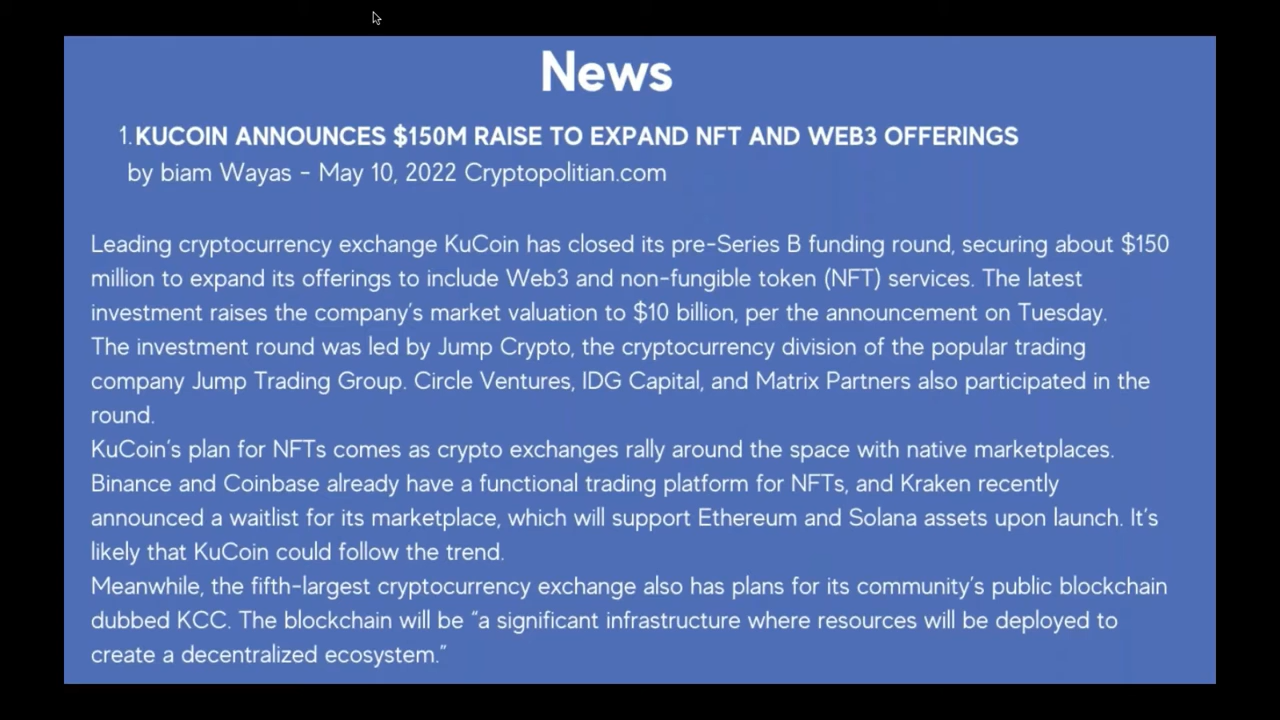 News
1.KUCOIN ANNOUNCES $150M RAISE TO EXPAND NFT AND WEB3 OFFERINGS
by biam Wayas - May 10, 2022 Cryptopolitian.com
Leading cryptocurrency exchange KuCoin has closed its pre-Series B funding round, securing about $150
million to expand its offerings to include Web3 and non-fungible token (NFT) services. The latest
investment raises the company's market valuation to $10 billion, per the announcement on Tuesday.
The investment round was led by Jump Crypto, the cryptocurrency division of the popular trading
company Jump Trading Group. Circle Ventures, IDG Capital, and Matrix Partners also participated in the
round.
KuCoin's plan for NFTs comes as crypto exchanges rally around the space with native marketplaces.
Binance and Coinbase already have a functional trading platform for NFTs, and Kraken recently
announced a waitlist for its marketplace, which will support Ethereum and Solana assets upon launch. It's
likely that KuCoin could follow the trend.
Meanwhile, the fifth-largest cryptocurrency exchange also has plans for its community's public blockchain
dubbed KCC. The blockchain will be "a significant infrastructure where resources will be deployed to
create a decentralized ecosystem."